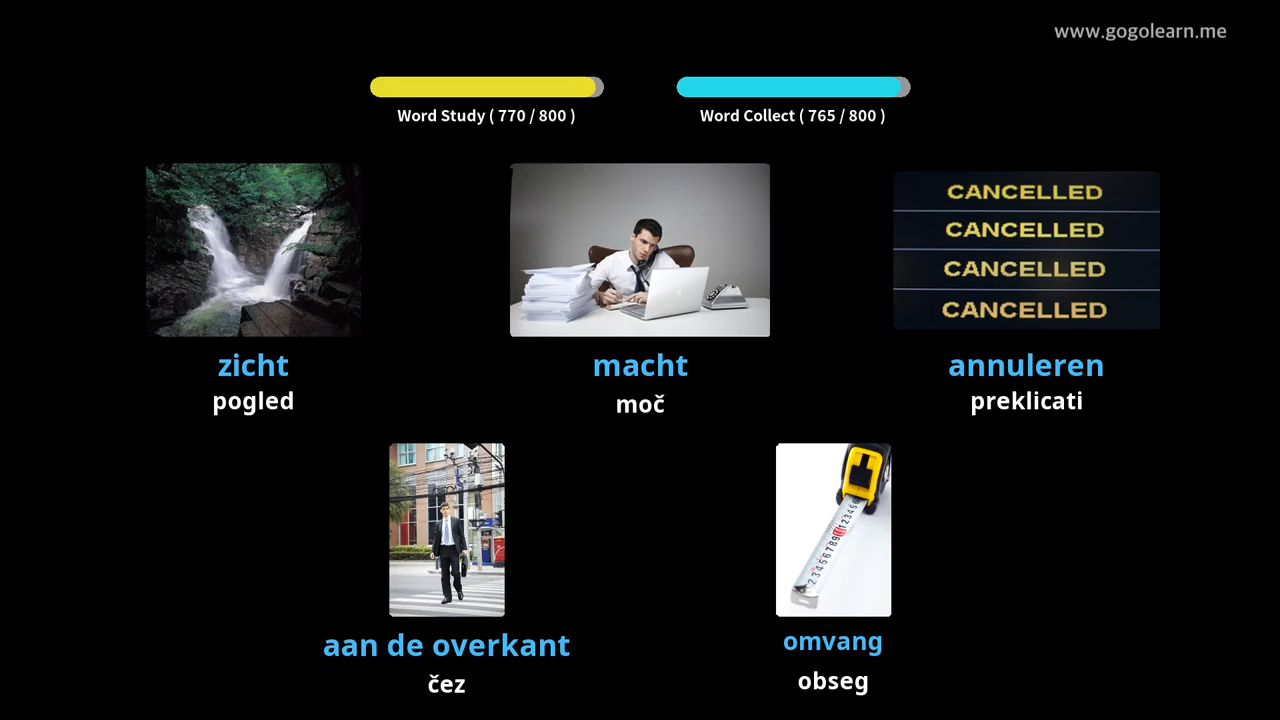 www.gogolearn.me
Word Study ( 770 / 800 )
Word Collect ( 765 / 800 )
CANCELLED
CANCELLED
CANCELLED
CANCELLED
zicht
macht
annuleren
pogled
moč
preklicati
aan de overkant
omvang
čez
obseg